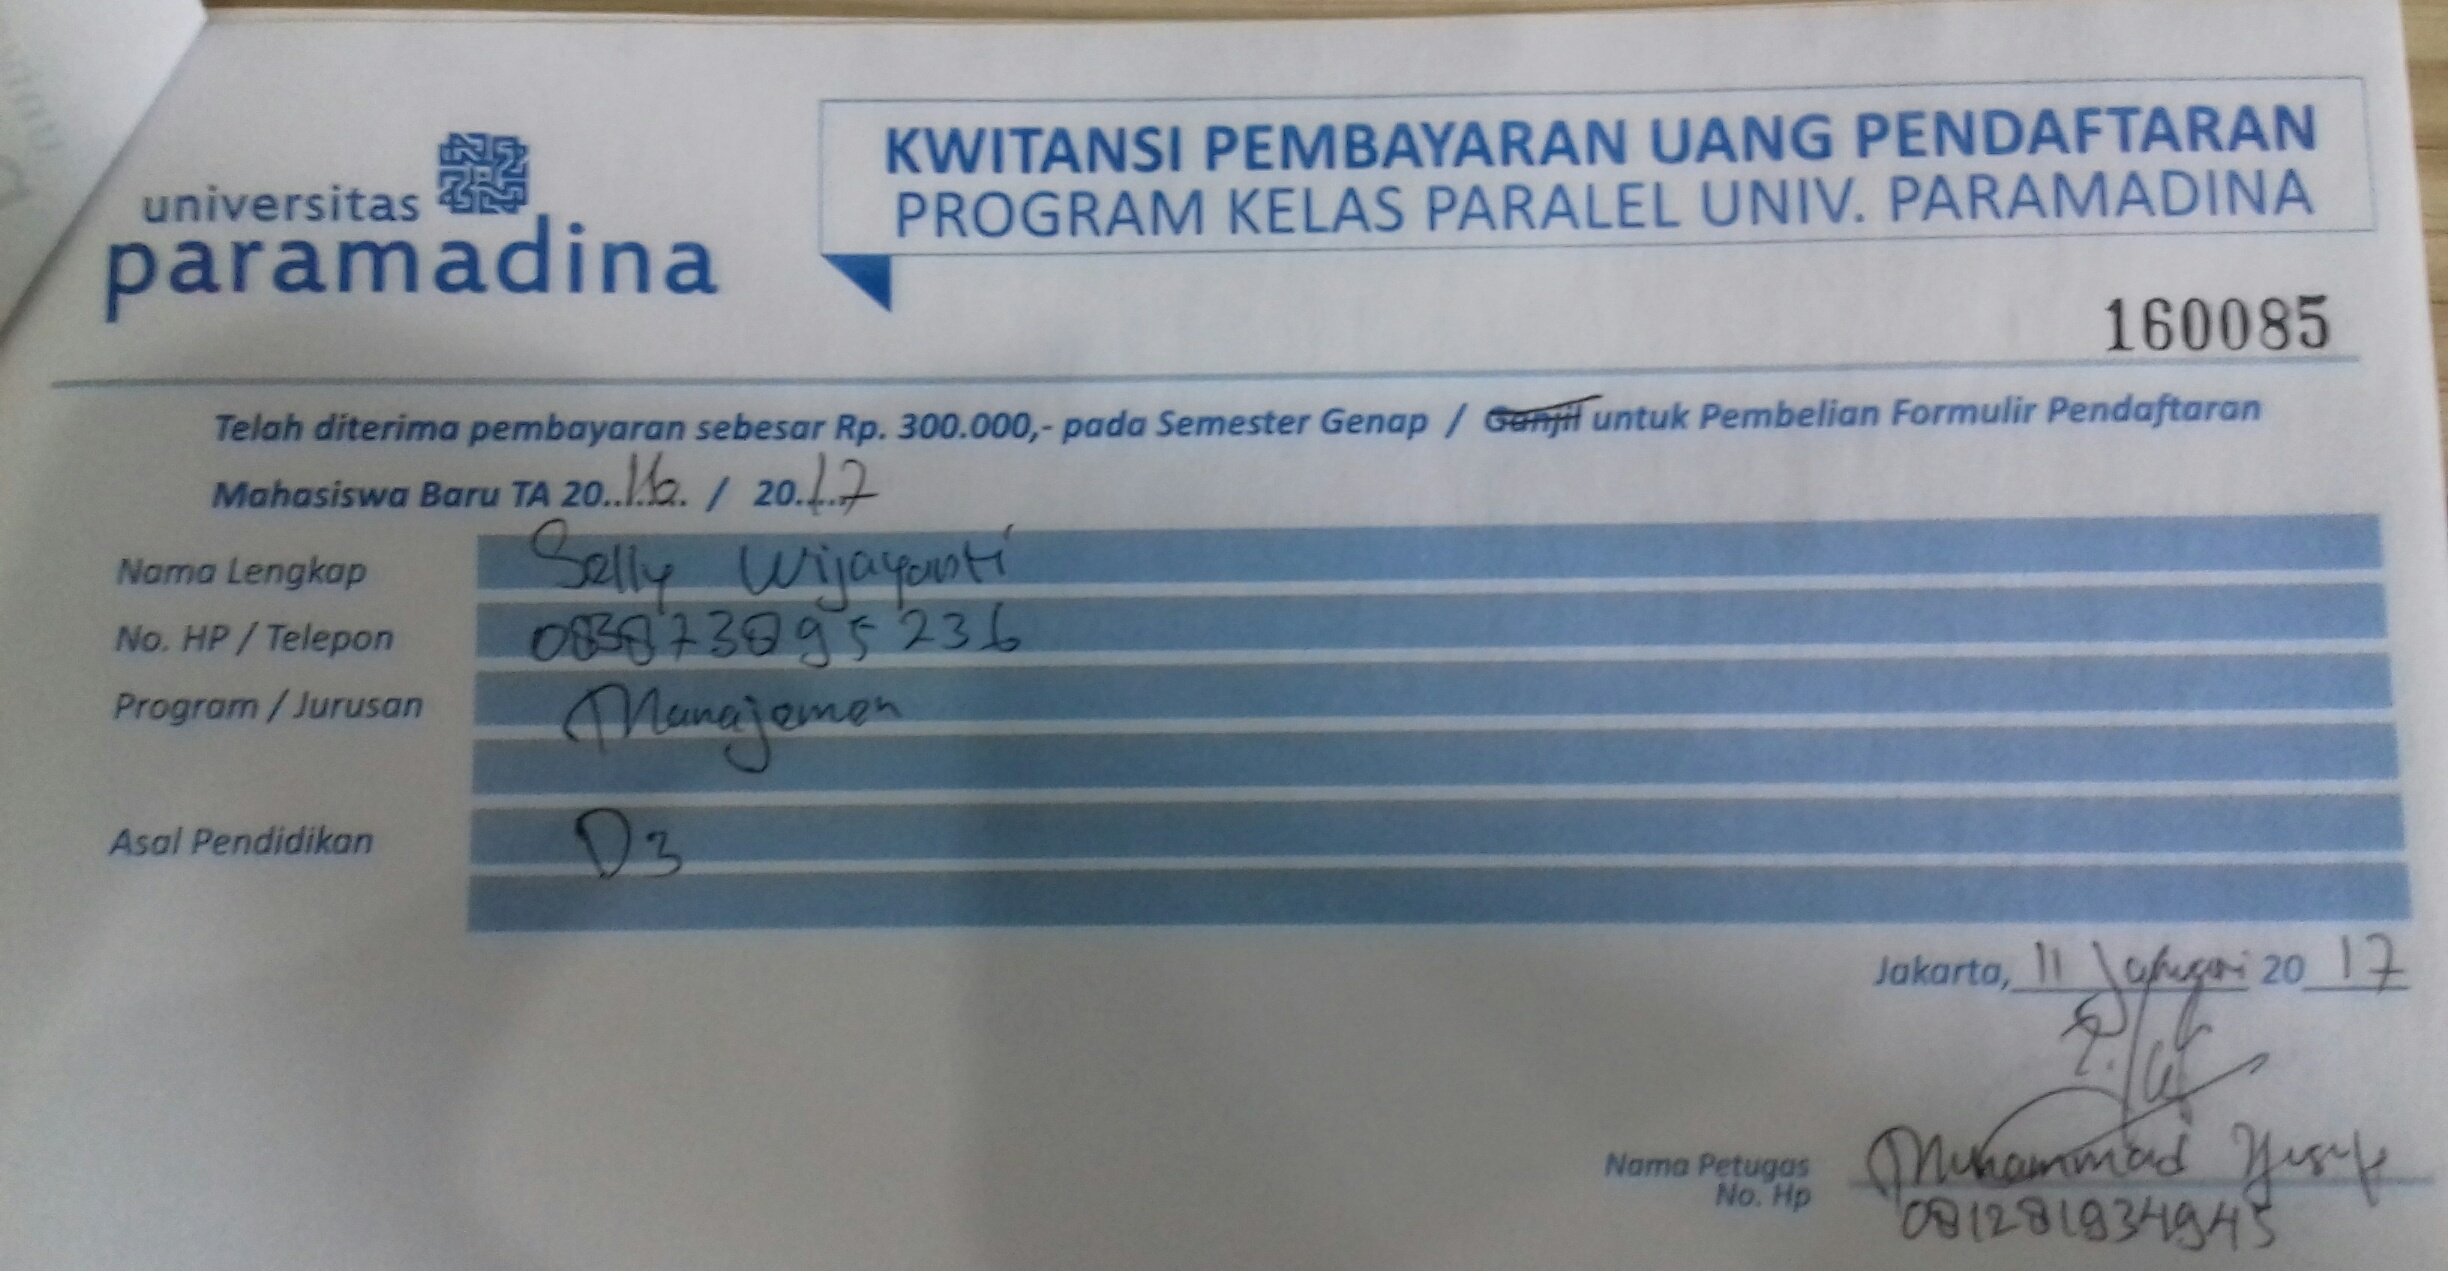 universitas
paramadina
KWITANSI PEMBAYARAN UANG PENDAFTARAN
PROGRAM KELAS PARALEL UNIV. PARAMADINA
160085
Telah diterima pembayaran sebesar Rp. 300.000,- pada Semester Genap / Ganjil untuk Pembelian Formulir Pendaftaran
Mahasiswa Baru TA 20..16.. / 20.17
Nama Lengkap Selly Wijayanti
No. HP / Telepon 083873895236
Program / Jurusan Manajemen
Asal Pendidikan D3
Jakarta, 11 Januari 20 17
Nama Petugas Muhammad Yusuf
No. Hp 081281934945